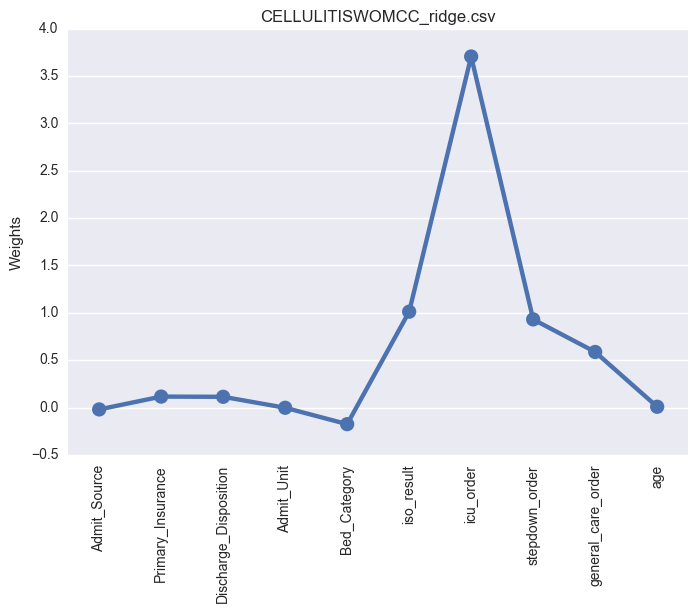 CELLULITISWOMCC_ridge.csv
4.0
3.5
3.0
2.5
2.0
1.5
1.0
0.5
0.0
−0.5
Weights
Admit_Source
Primary_Insurance
Discharge_Disposition
Admit_Unit
Bed_Category
iso_result
icu_order
stepdown_order
general_care_order
age